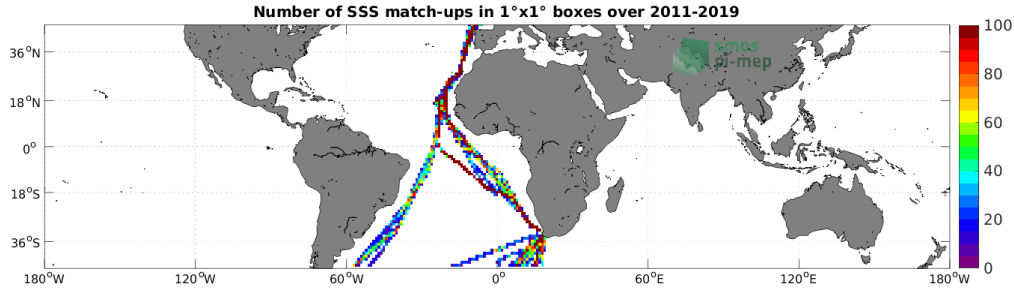 Number of SSS match-ups in 1°x1° boxes over 2011-2019
smos
pi-mep
36°N
18°N
0°
18°S
36°S
180°W
120°W
60°W
0°
60°E
120°E
180°W
100
80
60
40
20
0